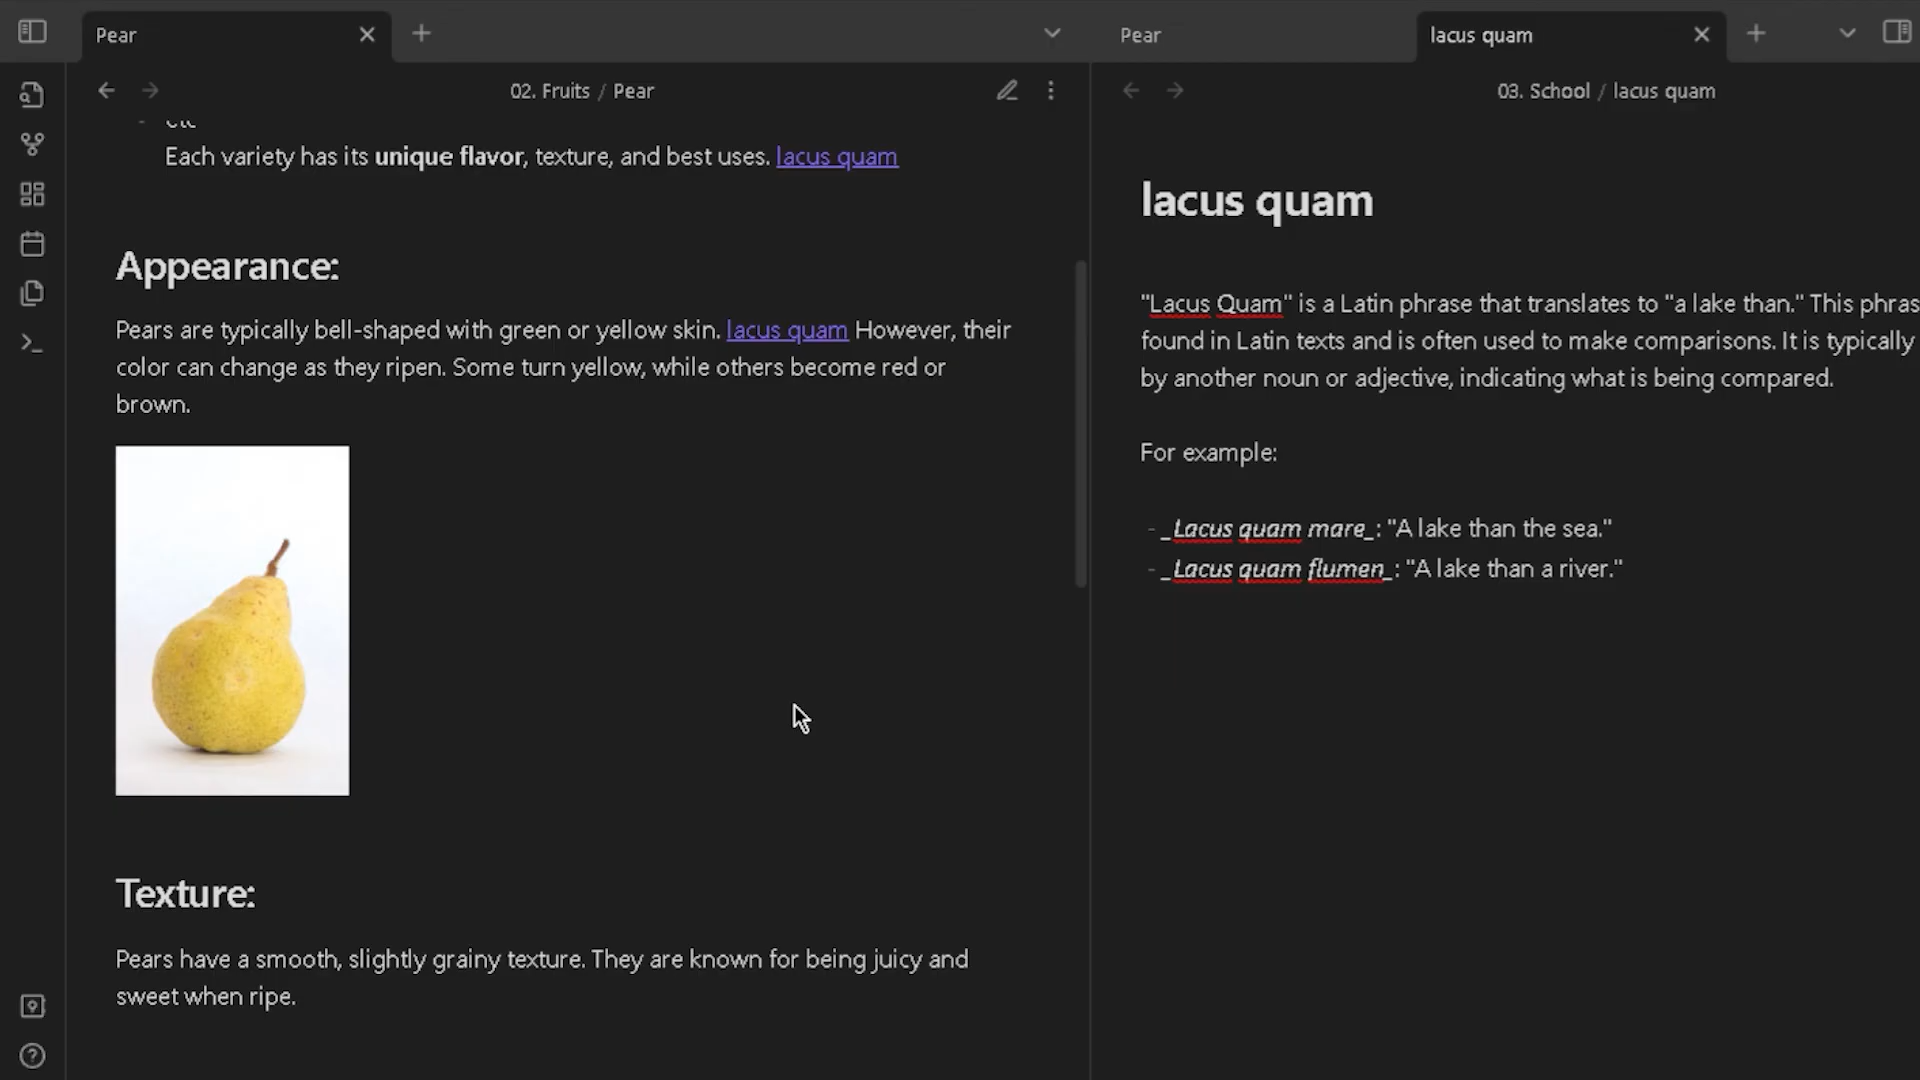 Pear
Pear
lacus quam
02. Fruits / Pear
03. School / lacus quam
- etc
Each variety has its unique flavor, texture, and best uses. lacus quam
Appearance:
Pears are typically bell-shaped with green or yellow skin. lacus quam However, their
color can change as they ripen. Some turn yellow, while others become red or
brown.
Texture:
Pears have a smooth, slightly grainy texture. They are known for being juicy and
sweet when ripe.
lacus quam
"Lacus Quam" is a Latin phrase that translates to "a lake than." This phras
found in Latin texts and is often used to make comparisons. It is typically
by another noun or adjective, indicating what is being compared.
For example:
- _Lacus quam mare_: "A lake than the sea."
- _Lacus quam flumen_: "A lake than a river."